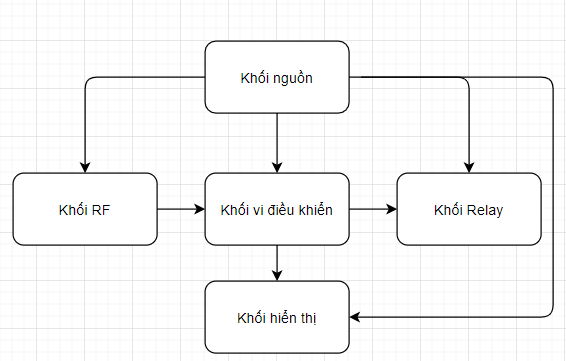 Khối nguồn
Khối RF
Khối vi điều khiển
Khối Relay
Khối hiển thị